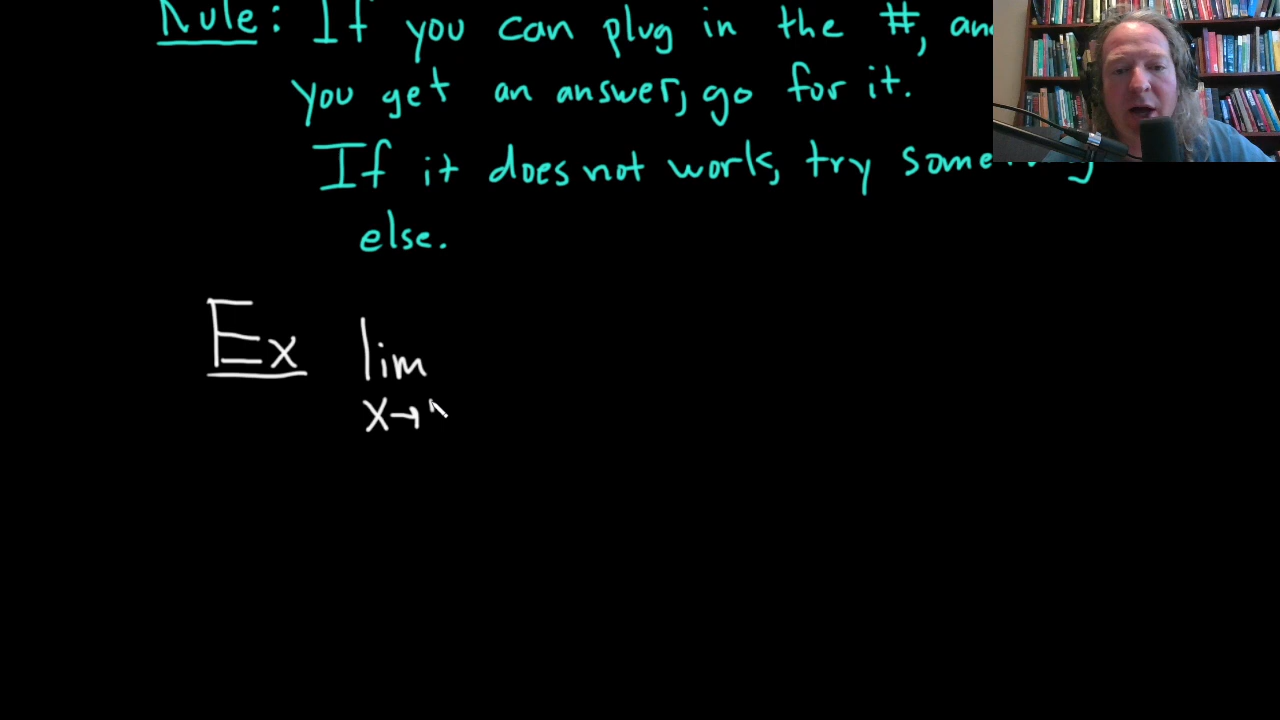 Rule: If you can plug in the #, an
you get an answer, go for it.
If it does not work, try some
else.
Ex lim
x→